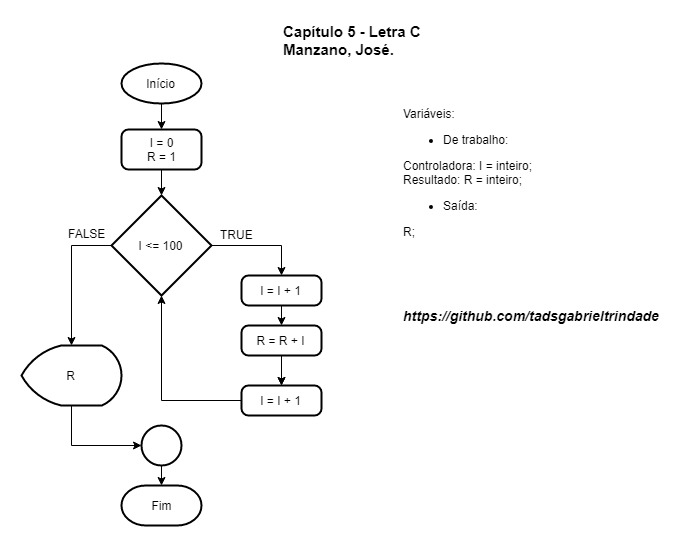 Capítulo 5 - Letra C
Manzano, José.
Início
I = 0
R = 1
I <= 100
FALSE
TRUE
I = I + 1
R = R + I
I = I + 1
R
Fim
Variáveis:
• De trabalho:
Controladora: I = inteiro;
Resultado: R = inteiro;
• Saída:
R;
https://github.com/tadsgabrieltrindade